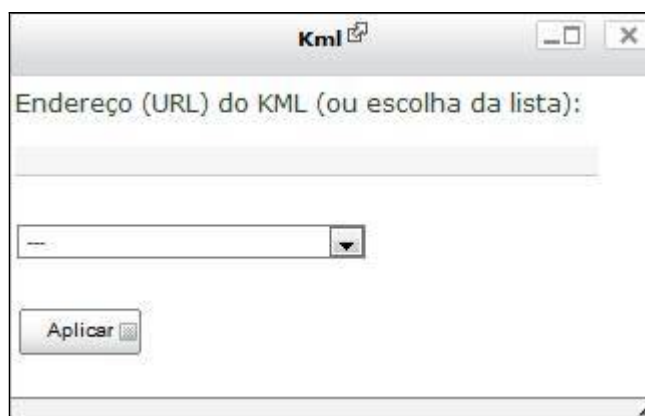 Kml
Endereço (URL) do KML (ou escolha da lista):
---
Aplicar